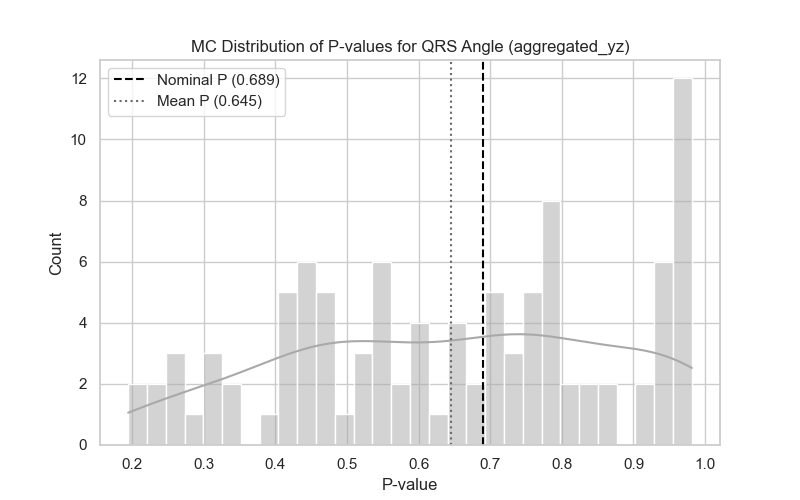 MC Distribution of P-values for QRS Angle (aggregated_yz)
Nominal P (0.689)
Mean P (0.645)
Count
12
10
8
6
4
2
0
0.2 0.3 0.4 0.5 0.6 0.7 0.8 0.9 1.0
P-value